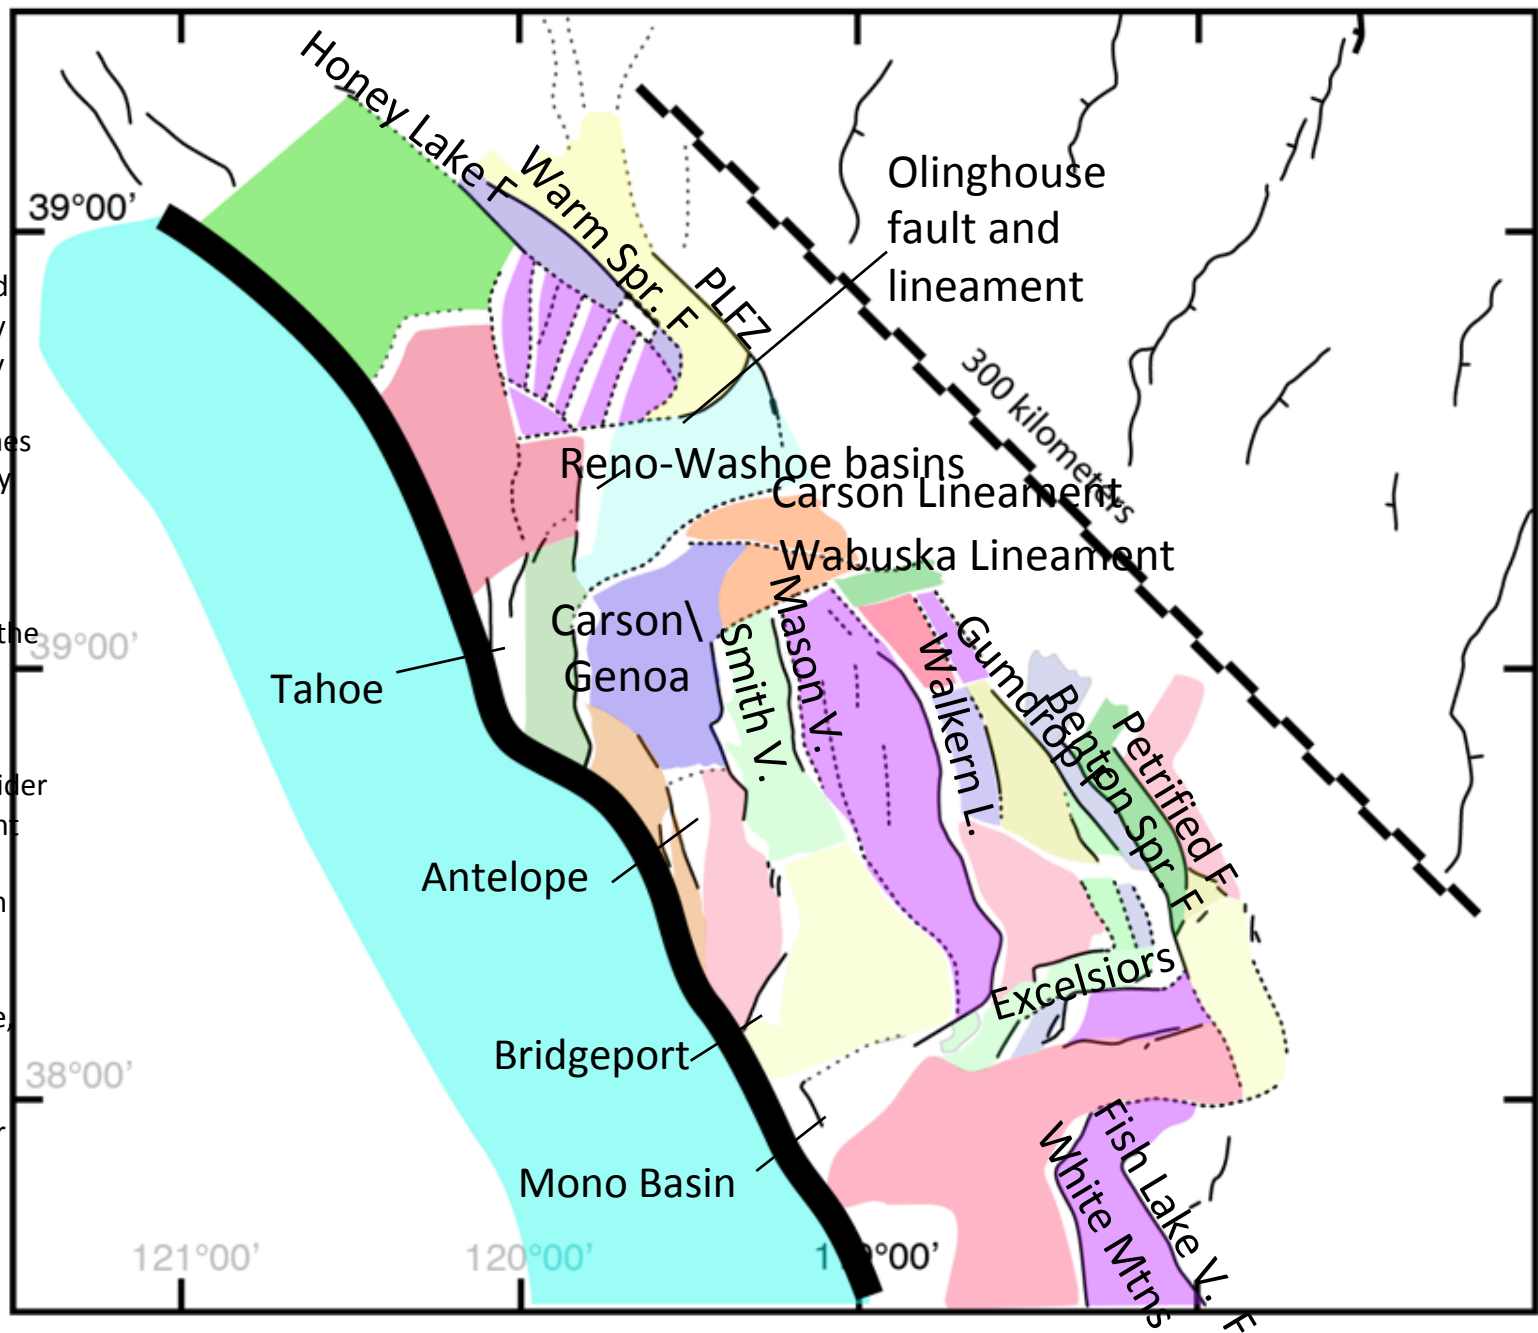 Honey Lake F
Warm Spr. F
PLFZ
Olinghouse
fault and
lineament
39°00’
300 kilometers
Reno-Washoe basins
Carson Lineament
Wabuska Lineament
Carson\
Genoa
Smith V.
Mason V.
Walkern L.
Gumdrop
Benton Spr. F
Petrified F
39°00’
the
Tahoe
ider
Antelope
Excelsiors
Bridgeport
38°00’
Mono Basin
Fish Lake V. F
White Mtns
121°00’
120°00’